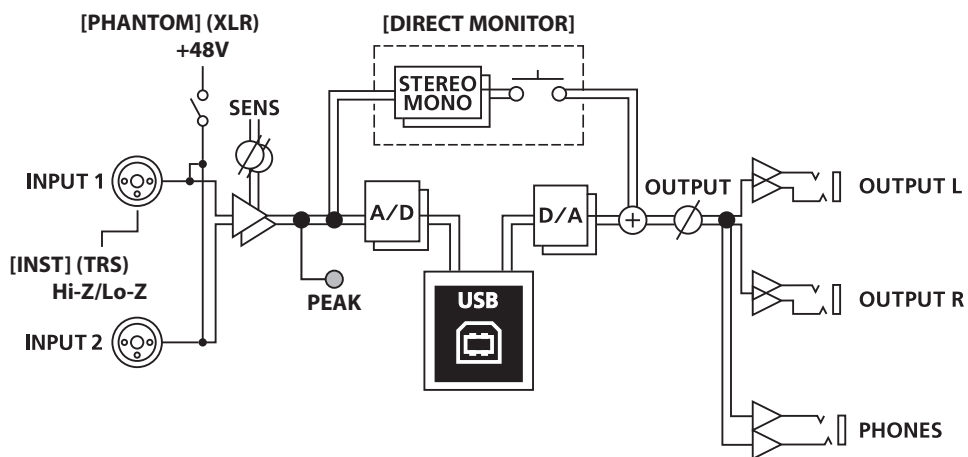 [PHANTOM] (XLR)
+48V
[DIRECT MONITOR]
STEREO
MONO
SENS
INPUT 1
A/D
D/A
OUTPUT
OUTPUT L
[INST] (TRS)
Hi-Z/Lo-Z
PEAK
USB
OUTPUT R
INPUT 2
PHONES